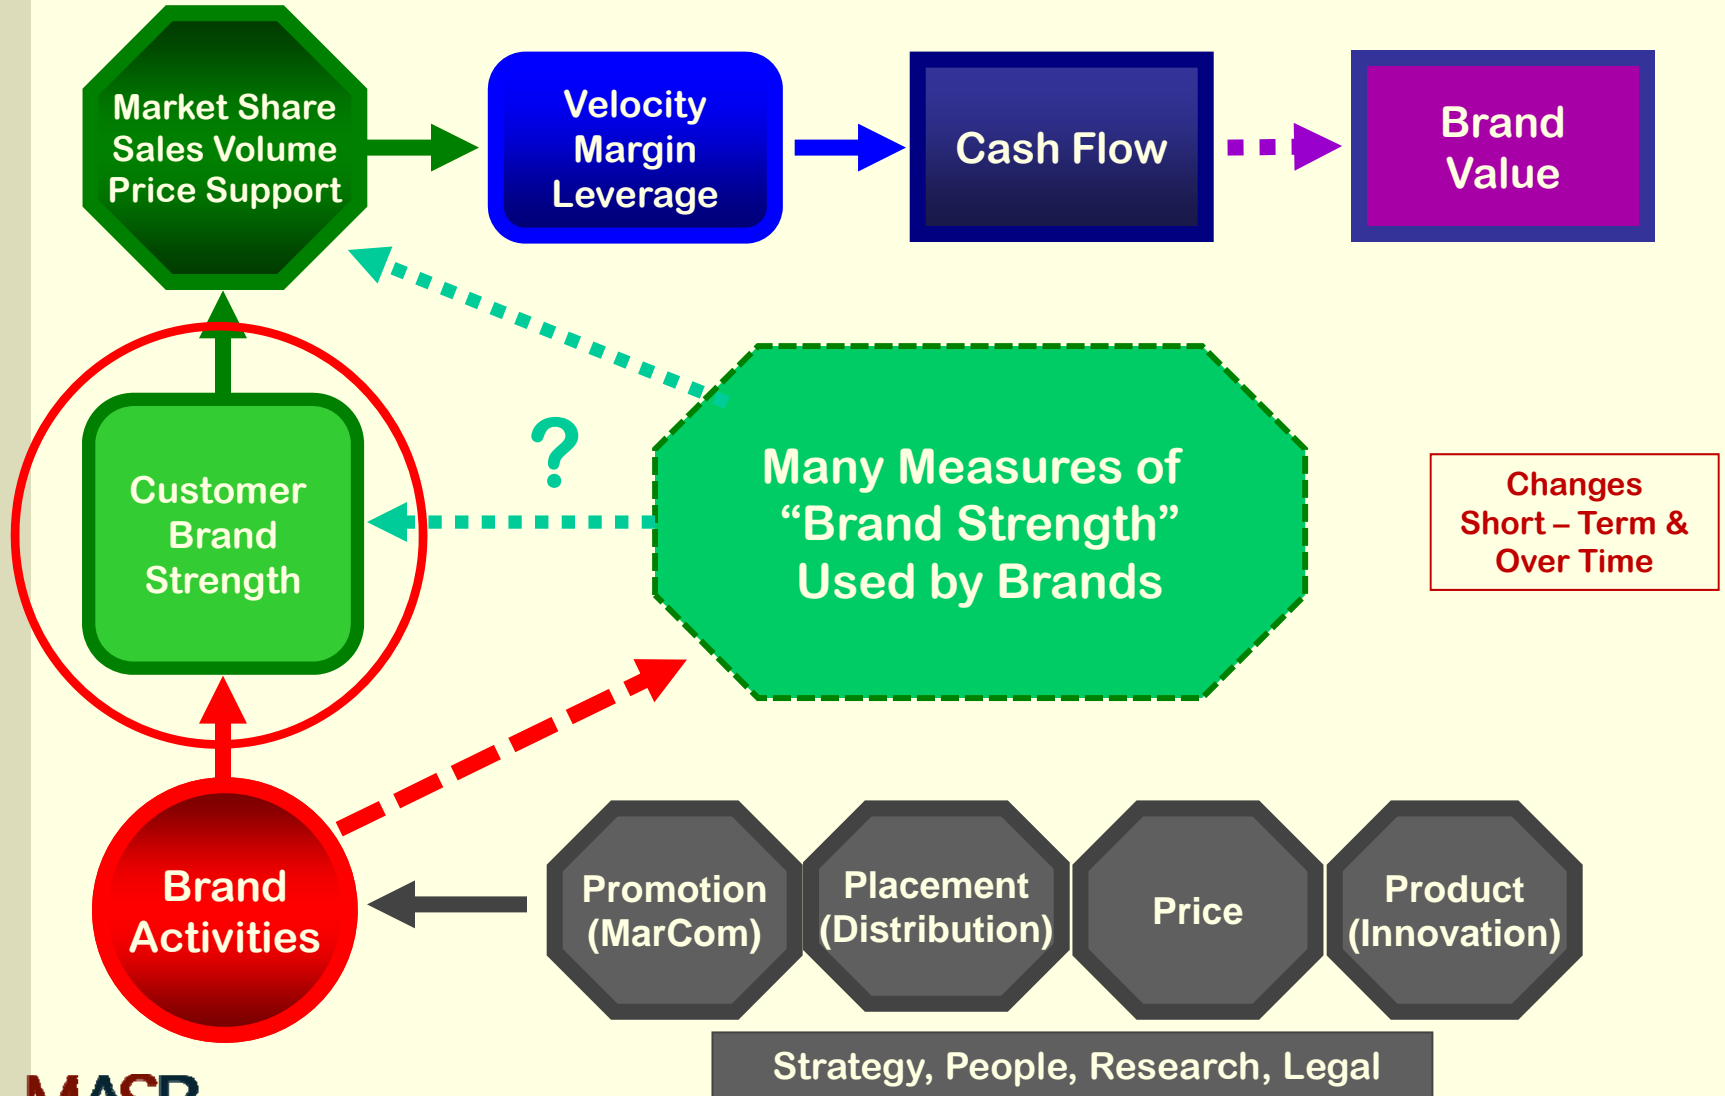 Market Share
Sales Volume
Price Support
Velocity
Margin
Leverage
Cash Flow
Brand
Value
?
Customer
Brand
Strength
Many Measures of
“Brand Strength”
Used by Brands
Changes
Short – Term &
Over Time
Brand
Activities
Promotion
(MarCom)
Placement
(Distribution)
Price
Product
(Innovation)
Strategy, People, Research, Legal